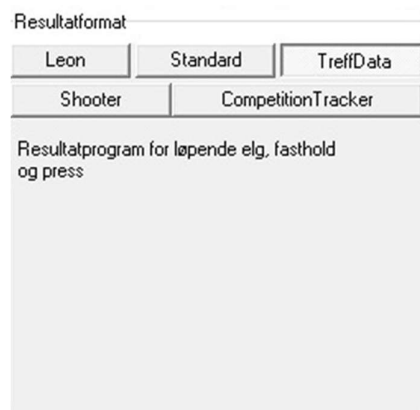 Resultatformat
Leon Standard TreffData
Shooter CompetitionTracker
Resultatprogram for løpende elg, fasthold
og press